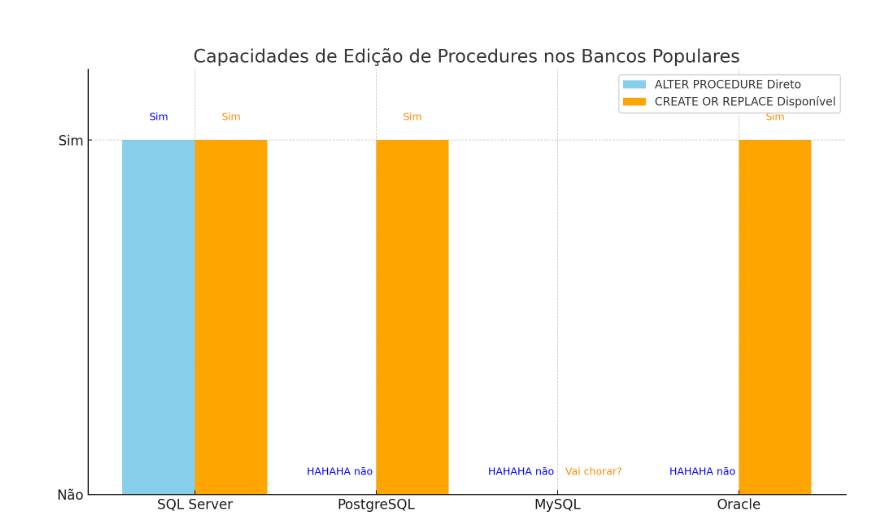 Capacidades de Edição de Procedures nos Bancos Populares
ALTER PROCEDURE Direto
CREATE OR REPLACE Disponível
Sim Sim Sim Sim
Sim
HAHAHA não HAHAHA não Vai chorar? HAHAHA não
Não
SQL Server PostgreSQL MySQL Oracle